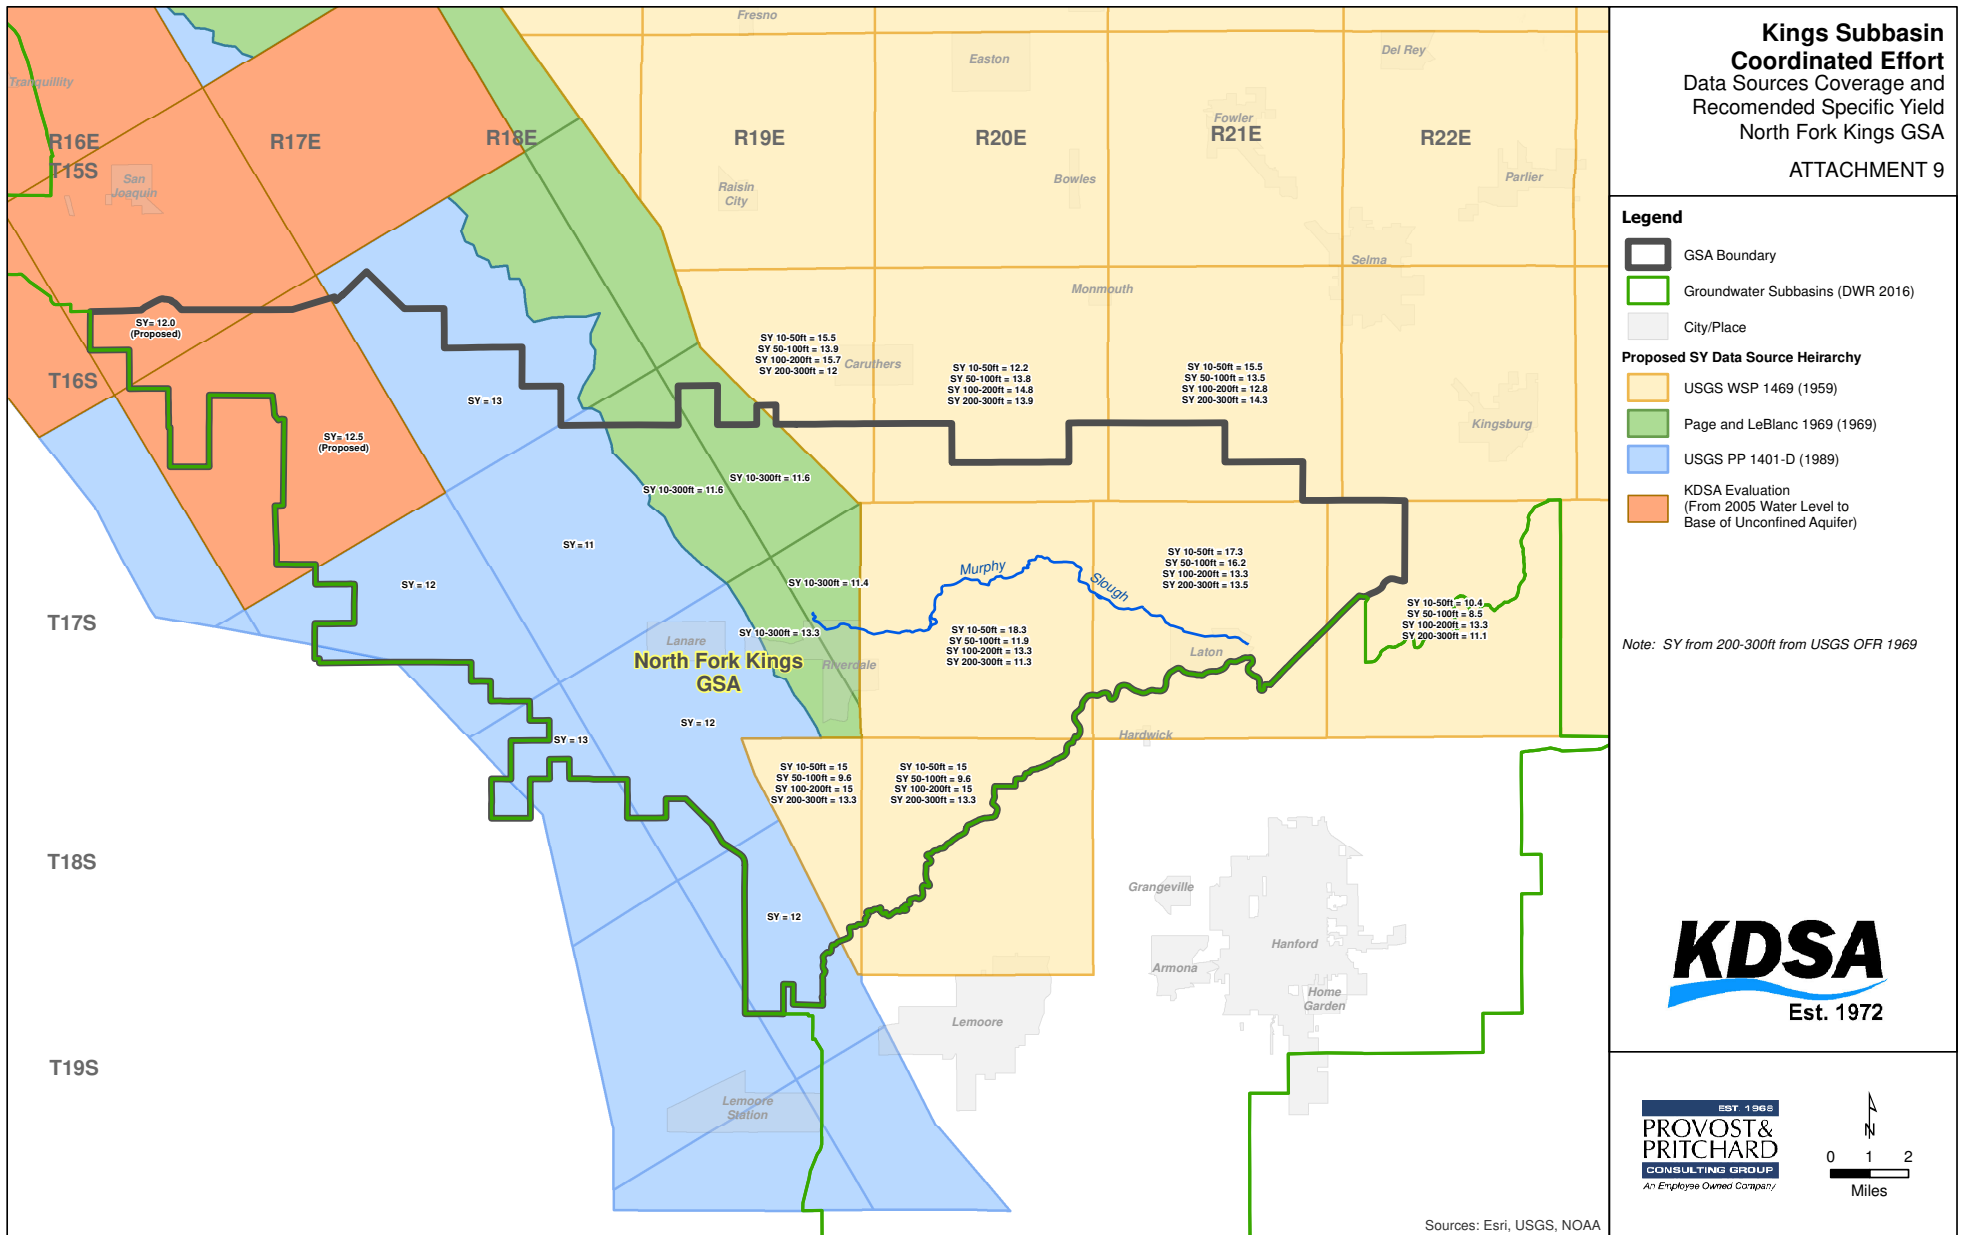 Kings Subbasin
Coordinated Effort
Data Sources Coverage and
Recomended Specific Yield
North Fork Kings GSA
ATTACHMENT 9
Legend
GSA Boundary
Groundwater Subbasins (DWR 2016)
City/Place
Proposed SY Data Source Heirarchy
USGS WSP 1469 (1959)
Page and LeBlanc 1969 (1969)
USGS PP 1401-D (1989)
KDSA Evaluation
(From 2005 Water Level to
Base of Unconfined Aquifer)
Note: SY from 200-300ft from USGS OFR 1969
KDSA
Est. 1972
EST. 1968
PROVOST&
PRITCHARD
CONSULTING GROUP
An Employee Owned Company
N
0 1 2
Miles
Fresno
Easton
Del Rey
Tranquillity
Fowler
R16E
R17E
R18E
R19E
R20E
R21E
R22E
T15S
San
Joaquin
Raisin
City
Bowles
Parlier
Selma
Monmouth
SY= 12.0
(Proposed)
SY 10-50ft = 15.5
SY 50-100ft = 13.9
SY 100-200ft = 15.7
SY 200-300ft = 12
Caruthers
SY 10-50ft = 12.2
SY 50-100ft = 13.8
SY 100-200ft = 14.8
SY 200-300ft = 13.9
SY 10-50ft = 15.5
SY 50-100ft = 13.5
SY 100-200ft = 12.8
SY 200-300ft = 14.3
T16S
SY = 13
Kingsburg
SY= 12.5
(Proposed)
SY 10-300ft = 11.6
SY 10-300ft = 11.6
SY = 11
SY = 12
SY 10-300ft = 11.4
Murphy
Slough
SY 10-50ft = 17.3
SY 50-100ft = 16.2
SY 100-200ft = 13.3
SY 200-300ft = 13.5
SY 10-50ft = 10.4
SY 50-100ft = 8.5
SY 100-200ft = 13.3
SY 200-300ft = 11.1
T17S
SY 10-300ft = 13.3
Lanare
North Fork Kings
GSA
Riverdale
SY 10-50ft = 18.3
SY 50-100ft = 11.9
SY 100-200ft = 13.3
SY 200-300ft = 11.3
Laton
SY = 12
SY = 13
Hardwick
SY 10-50ft = 15
SY 50-100ft = 9.6
SY 100-200ft = 15
SY 200-300ft = 13.3
SY 10-50ft = 15
SY 50-100ft = 9.6
SY 100-200ft = 15
SY 200-300ft = 13.3
T18S
Grangeville
SY = 12
Hanford
Armona
Home
Garden
Lemoore
T19S
Lemoore
Station
Sources: Esri, USGS, NOAA